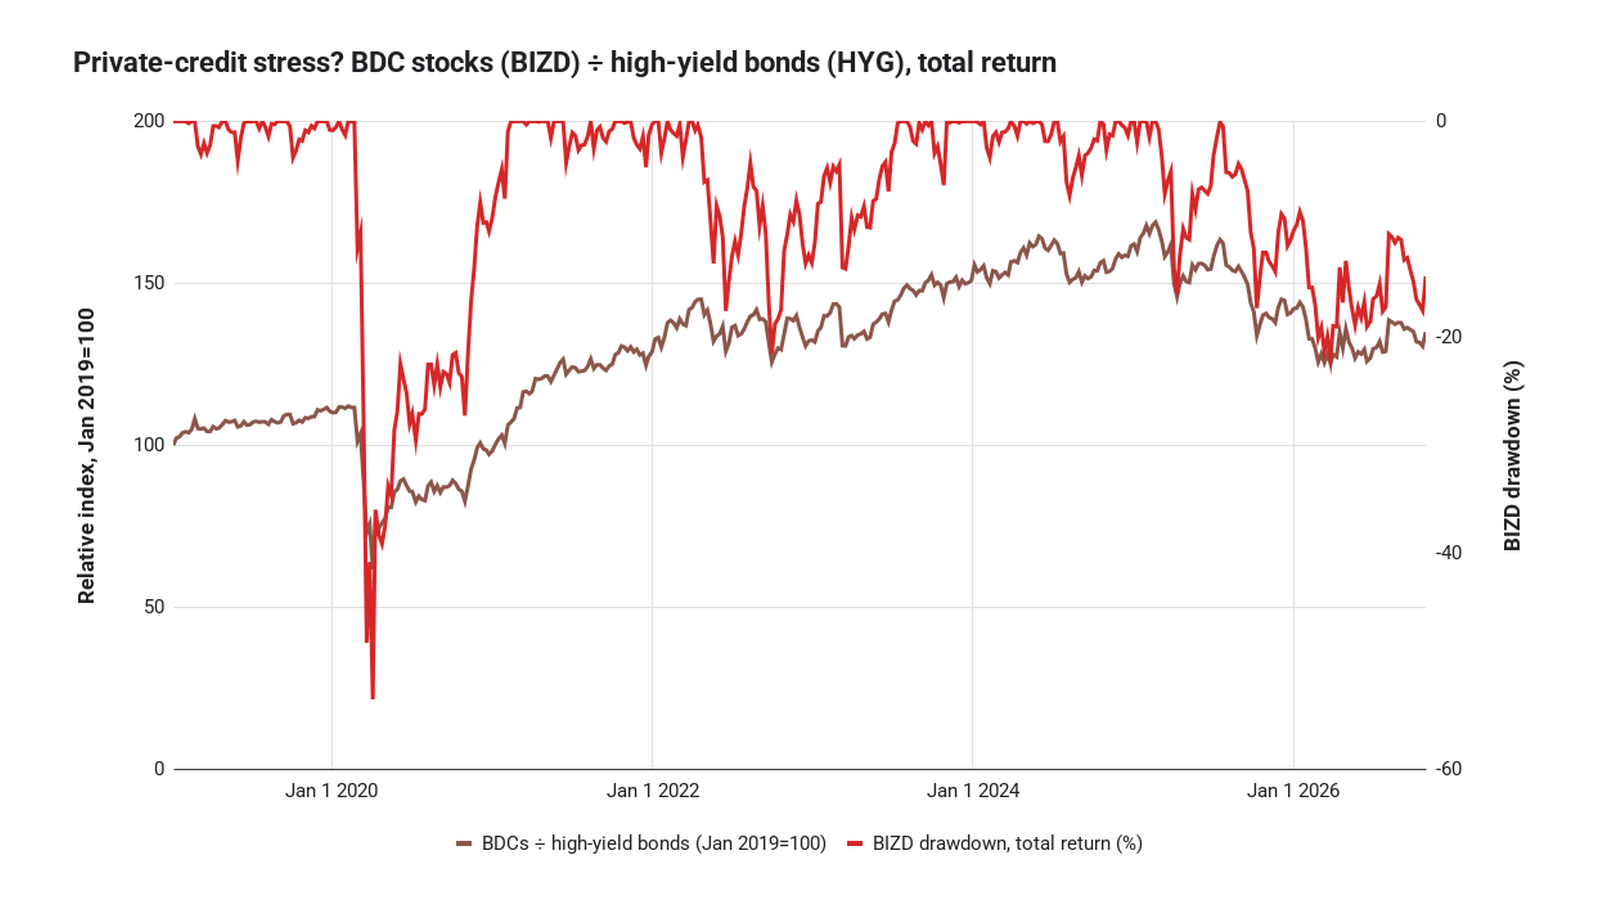 Private-credit stress? BDC stocks (BIZD) ÷ high-yield bonds (HYG), total return
Relative index, Jan 2019=100
200
150
100
50
0
0
-20
-40
-60
BIZD drawdown (%)
Jan 1 2020
Jan 1 2022
Jan 1 2024
Jan 1 2026
BDCs ÷ high-yield bonds (Jan 2019=100)
BIZD drawdown, total return (%)